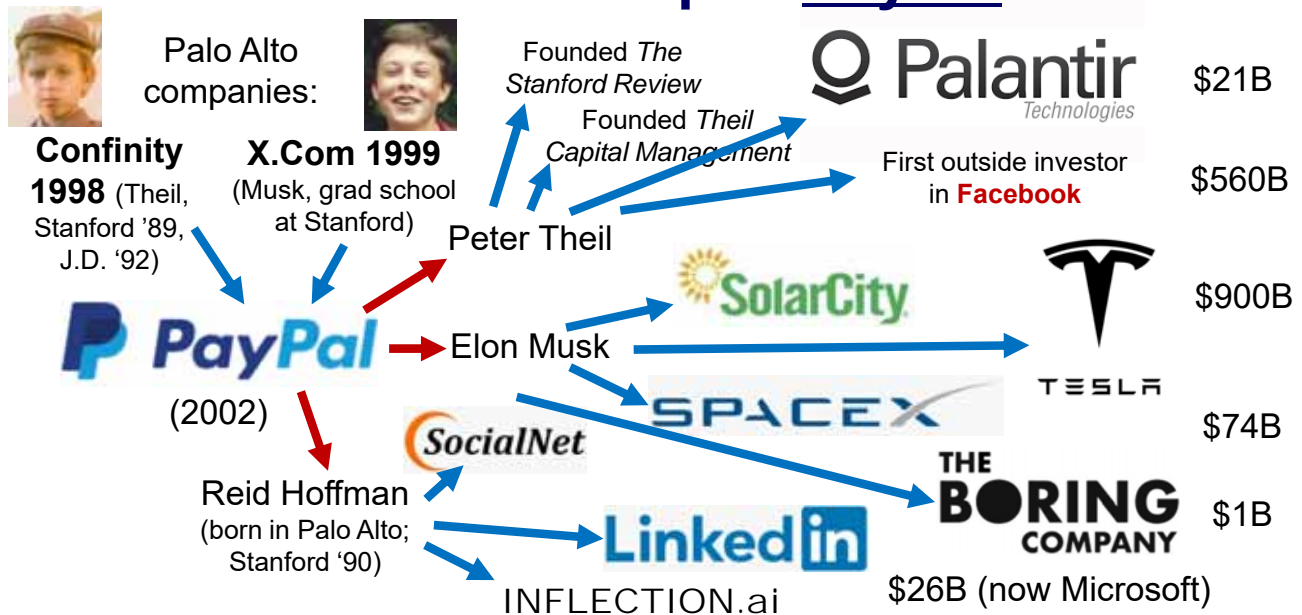 Palo Alto
companies:
Confinity
1998 (Theil,
Stanford ’89,
J.D. ‘92)
X.Com 1999
(Musk, grad school
at Stanford)
Founded The
Stanford Review
Founded Theil
Capital Management
Palantir
Technologies
$21B
First outside investor
in Facebook
$560B
Peter Theil
SolarCity
$900B
PayPal
(2002)
Elon Musk
TESLA
SPACEX
$74B
SocialNet
THE
BORING
COMPANY
$1B
Reid Hoffman
(born in Palo Alto;
Stanford ‘90)
Linked in
$26B (now Microsoft)
INFLECTION.ai